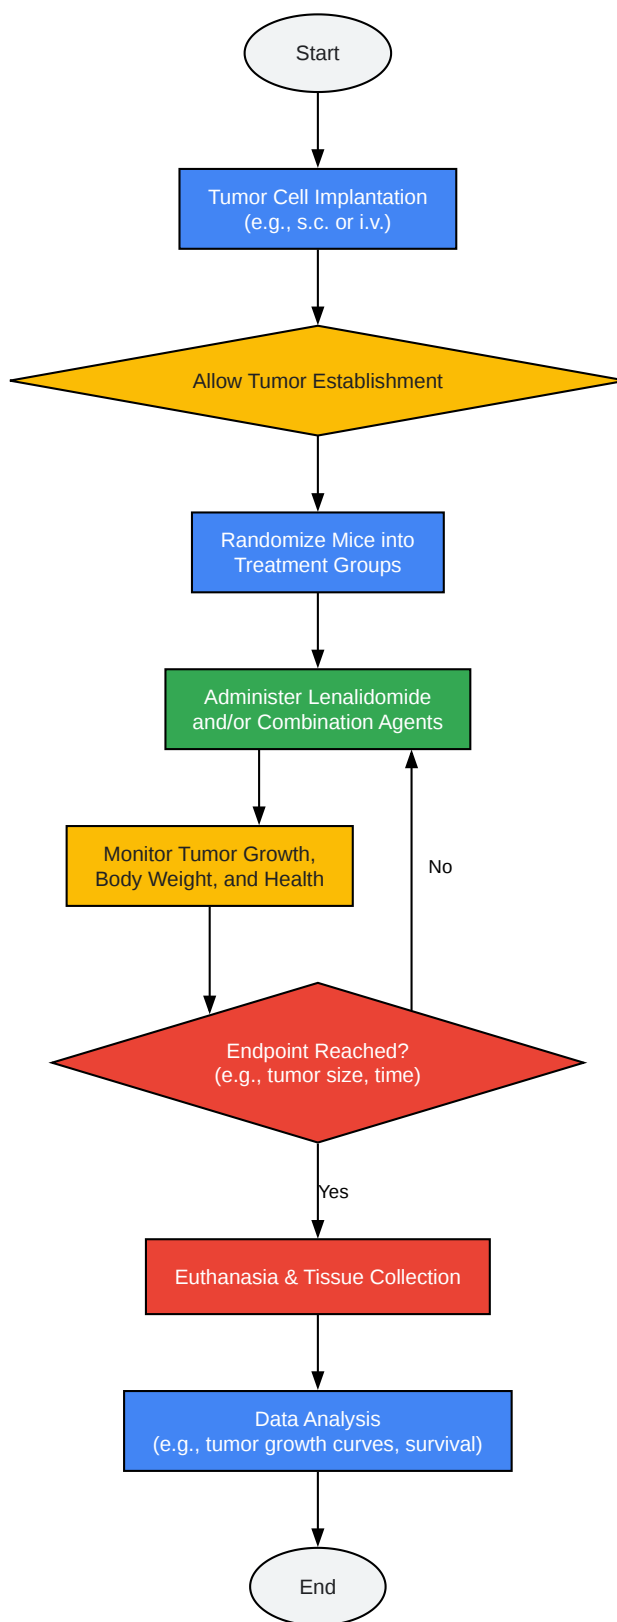 Start
Tumor Cell Implantation
(e.g., s.c. or i.v.)
Allow Tumor Establishment
Randomize Mice into
Treatment Groups
Administer Lenalidomide
and/or Combination Agents
Monitor Tumor Growth,
Body Weight, and Health
No
Endpoint Reached?
(e.g., tumor size, time)
Yes
Euthanasia & Tissue Collection
Data Analysis
(e.g., tumor growth curves, survival)
End